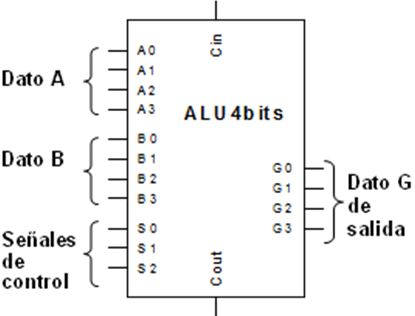 Cin
Dato A
A0
A1
A2
A3
ALU4bits
Dato B
B0
B1
B2
B3
Señales
de
control
S0
S1
S2
G0
G1
G2
G3
Dato G
de
salida
Cout